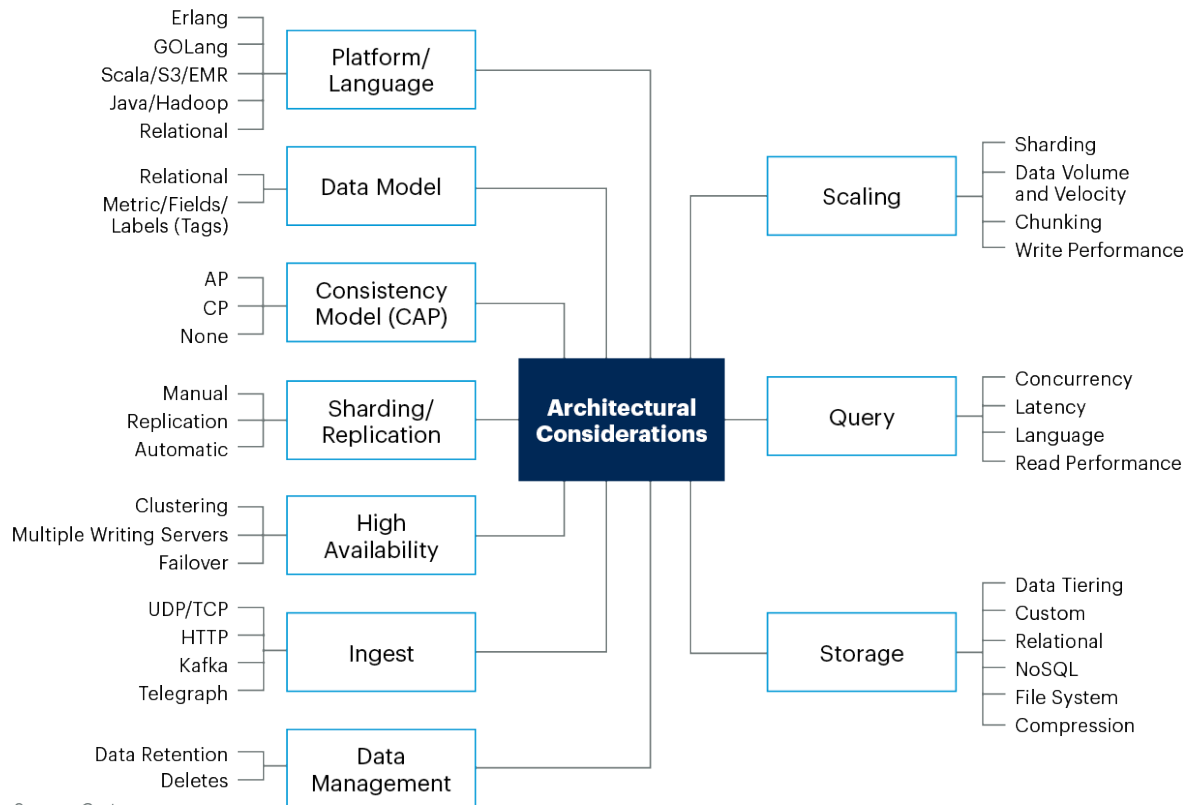 Erlang
GOLang
Scala/S3/EMR
Java/Hadoop
Relational
Platform/
Language
Relational
Metric/Fields/
Labels (Tags)
Data Model
AP
CP
None
Consistency
Model (CAP)
Manual
Replication
Automatic
Sharding/
Replication
Clustering
Multiple Writing Servers
Failover
High
Availability
UDP/TCP
HTTP
Kafka
Telegraph
Ingest
Data Retention
Deletes
Data
Management
Architectural
Considerations
Scaling
Sharding
Data Volume
and Velocity
Chunking
Write Performance
Query
Concurrency
Latency
Language
Read Performance
Storage
Data Tiering
Custom
Relational
NoSQL
File System
Compression